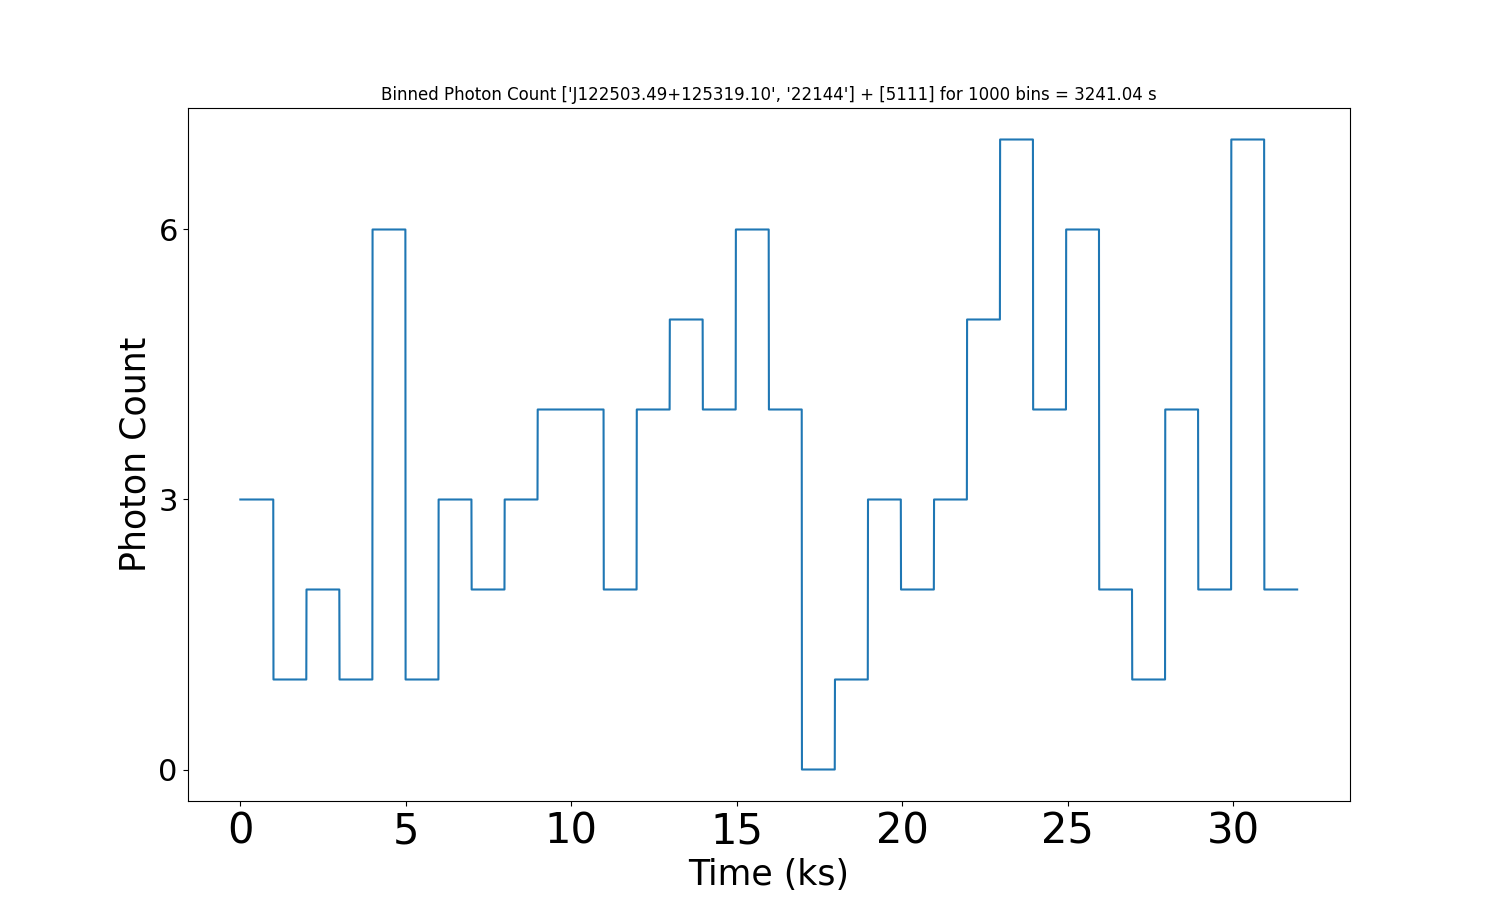 Binned Photon Count ['J122503.49+125319.10', '22144'] + [5111] for 1000 bins = 3241.04 s
6
3
0
Photon Count
0 5 10 15 20 25 30
Time (ks)